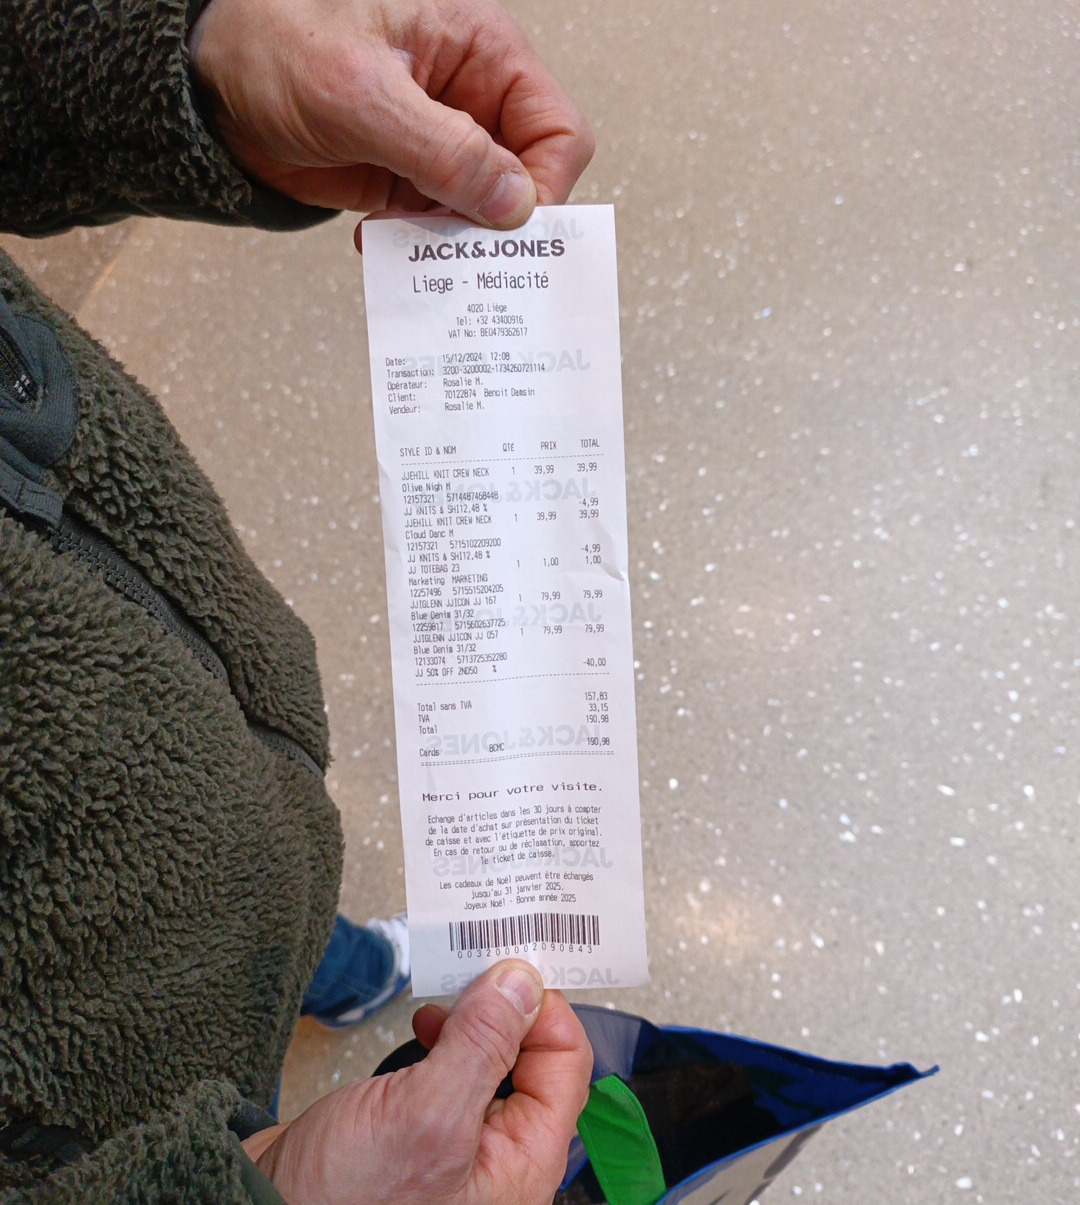 JACK&JONES
Liege - Médiacité
4020 Liége
Tel: +32 43400916
VAT No: BE0479362617
Date: 15/12/2024 12:08
Transaction: 3200-3200002-1734260721114
Opérateur: Rosalie M.
Client: 70122874 Benoit Damsin
Vendeur: Rosalie M.
STYLE ID & NOM QTÉ PRIX TOTAL
JJEHILL KNIT CREW NECK 1 39,99 39,99
Olive Nigh M
12157321 5714487468448
JJ KNITS & SHI12,48 % -4,99
JJEHILL KNIT CREW NECK 1 39,99 39,99
Cloud Danc M
12157321 5715102209200
JJ KNITS & SHI12,48 % -4,99
JJ TOTEBAG 23 1 1,00 1,00
Marketing MARKETING
12257496 5715515204205
JJIGLENN JJICON JJ 167 1 79,99 79,99
Blue Denim 31/32
12259817 5715602637725
JJIGLENN JJICON JJ 057 1 79,99 79,99
Blue Denim 31/32
12133074 5713725352280
JJ 50% OFF 2ND50 % -40,00
Total sans TVA 157,83
TVA 33,15
Total 190,98
Cards BCMC 190,98
Merci pour votre visite.
Echange d'articles dans les 30 jours à compter
de la date d'achat sur présentation du ticket
de caisse et avec l'étiquette de prix original.
En cas de retour ou de réclamation, apportez
le ticket de caisse.
Les cadeaux de Noël peuvent être échangés
jusqu'au 31 janvier 2025.
Joyeux Noël - Bonne année 2025
0032000002090843